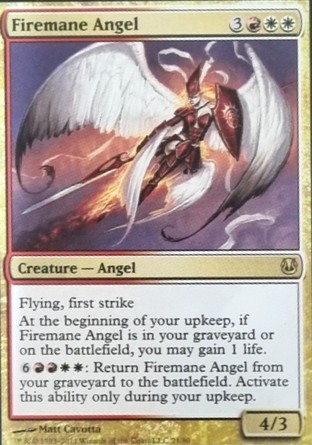 Firemane Angel 3
Creature — Angel
Flying, first strike
At the beginning of your upkeep, if
Firemane Angel is in your graveyard or
on the battlefield, you may gain 1 life.
6: Return Firemane Angel from
your graveyard to the battlefield. Activate
this ability only during your upkeep.
Matt Cavotta
4/3